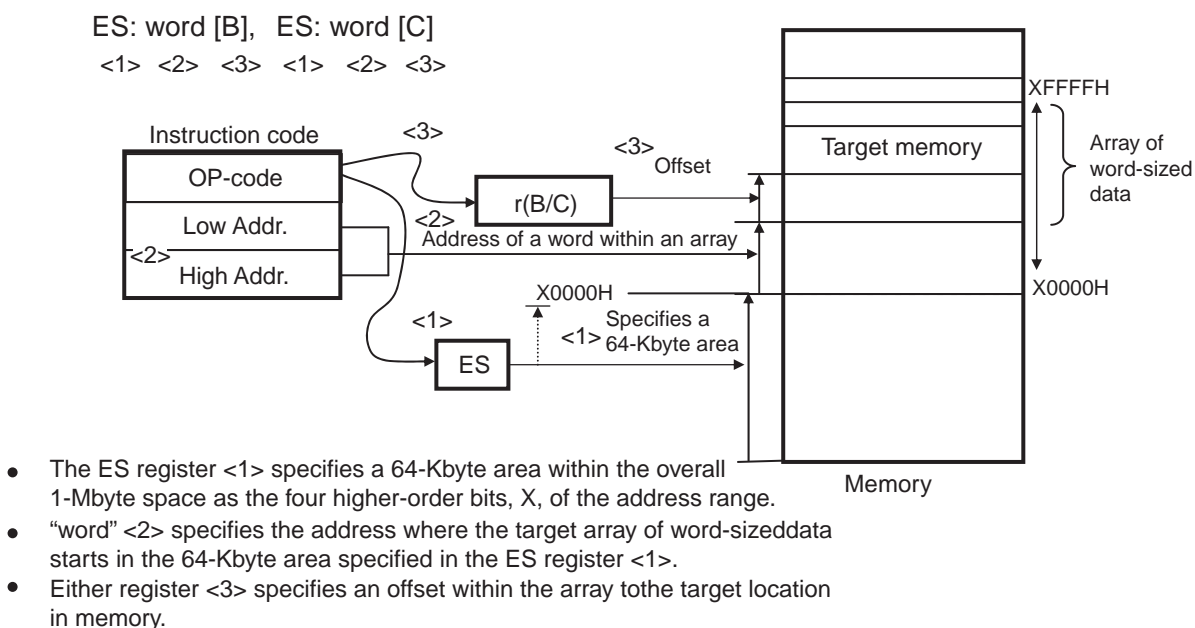 ES: word [B], ES: word [C]
<1> <2> <3> <1> <2> <3>
XFFFFH
Instruction code
<3>
OP-code
Low Addr.
<2>
High Addr.
r(B/C)
<3>
Offset
<2>
Address of a word within an array
Target memory
Array of
word-sized
data
X0000H
X0000H
<1>
ES
<1>
Specifies a
64-Kbyte area
Memory
● The ES register <1> specifies a 64-Kbyte area within the overall
1-Mbyte space as the four higher-order bits, X, of the address range.
● “word” <2> specifies the address where the target array of word-sizeddata
starts in the 64-Kbyte area specified in the ES register <1>.
● Either register <3> specifies an offset within the array tothe target location
in memory.